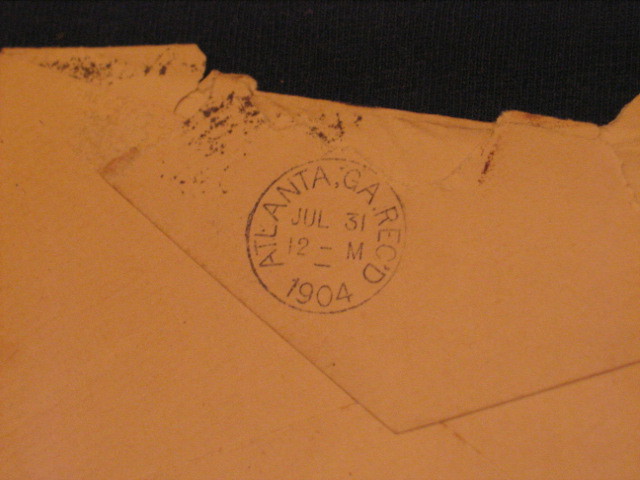 ATLANTA, GA. REC'D
JUL 31
12 - M
1904